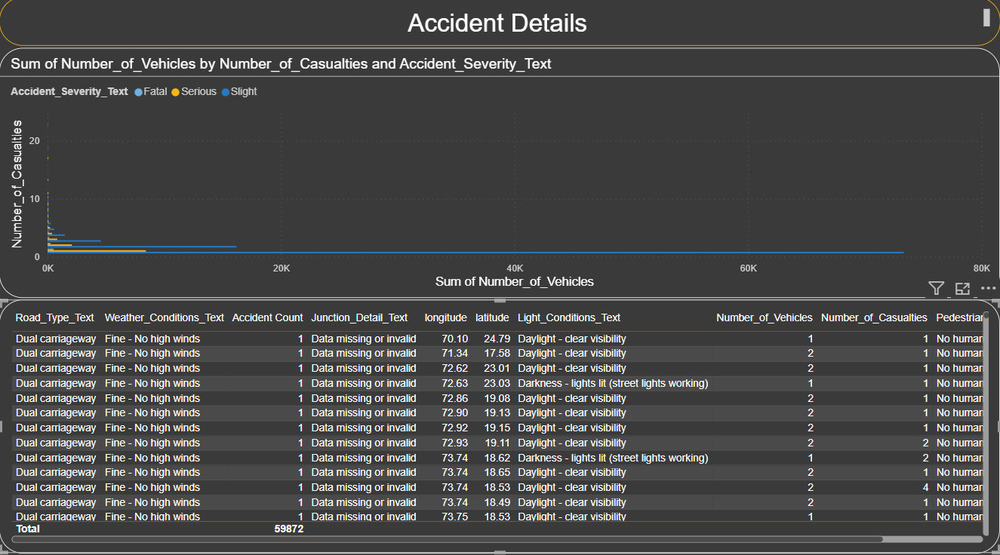 Accident Details
Sum of Number_of_Vehicles by Number_of_Casualties and Accident_Severity_Text
Accident_Severity_Text Fatal Serious Slight
Number_of_Casualties
20
10
0
0K 20K 40K 60K 80K
Sum of Number_of_Vehicles
Road_Type_Text Weather_Conditions_Text Accident Count Junction_Detail_Text longitude latitude Light_Conditions_Text Number_of_Vehicles Number_of_Casualties Pedestrian
Dual carriageway Fine - No high winds 1 Data missing or invalid 70.10 24.79 Daylight - clear visibility 1 1 No human
Dual carriageway Fine - No high winds 1 Data missing or invalid 71.34 17.58 Daylight - clear visibility 2 1 No human
Dual carriageway Fine - No high winds 1 Data missing or invalid 72.62 23.01 Daylight - clear visibility 2 1 No human
Dual carriageway Fine - No high winds 1 Data missing or invalid 72.63 23.03 Darkness - lights lit (street lights working) 1 1 No human
Dual carriageway Fine - No high winds 1 Data missing or invalid 72.86 19.08 Daylight - clear visibility 2 1 No human
Dual carriageway Fine - No high winds 1 Data missing or invalid 72.90 19.13 Daylight - clear visibility 2 1 No human
Dual carriageway Fine - No high winds 1 Data missing or invalid 72.92 19.15 Daylight - clear visibility 2 1 No human
Dual carriageway Fine - No high winds 1 Data missing or invalid 72.93 19.11 Daylight - clear visibility 2 2 No human
Dual carriageway Fine - No high winds 1 Data missing or invalid 73.74 18.62 Darkness - lights lit (street lights working) 1 2 No human
Dual carriageway Fine - No high winds 1 Data missing or invalid 73.74 18.65 Daylight - clear visibility 2 1 No human
Dual carriageway Fine - No high winds 1 Data missing or invalid 73.74 18.53 Daylight - clear visibility 2 4 No human
Dual carriageway Fine - No high winds 1 Data missing or invalid 73.74 18.49 Daylight - clear visibility 2 1 No human
Dual carriageway Fine - No high winds 1 Data missing or invalid 73.75 18.53 Daylight - clear visibility 1 1 No human
Total 59872